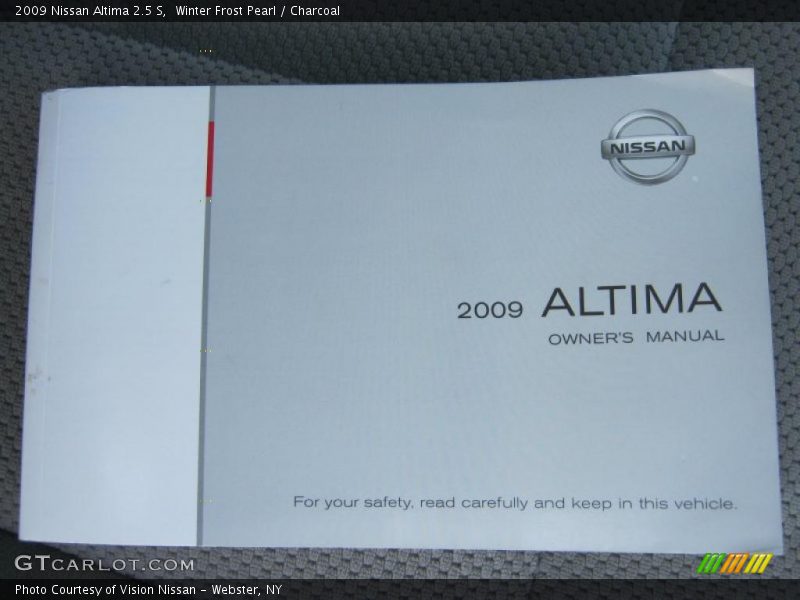 2009 Nissan Altima 2.5 S,  Winter Frost Pearl / Charcoal
NISSAN
2009 ALTIMA
OWNER'S MANUAL
For your safety, read carefully and keep in this vehicle.
GTCARLOT.COM
Photo Courtesy of Vision Nissan - Webster, NY